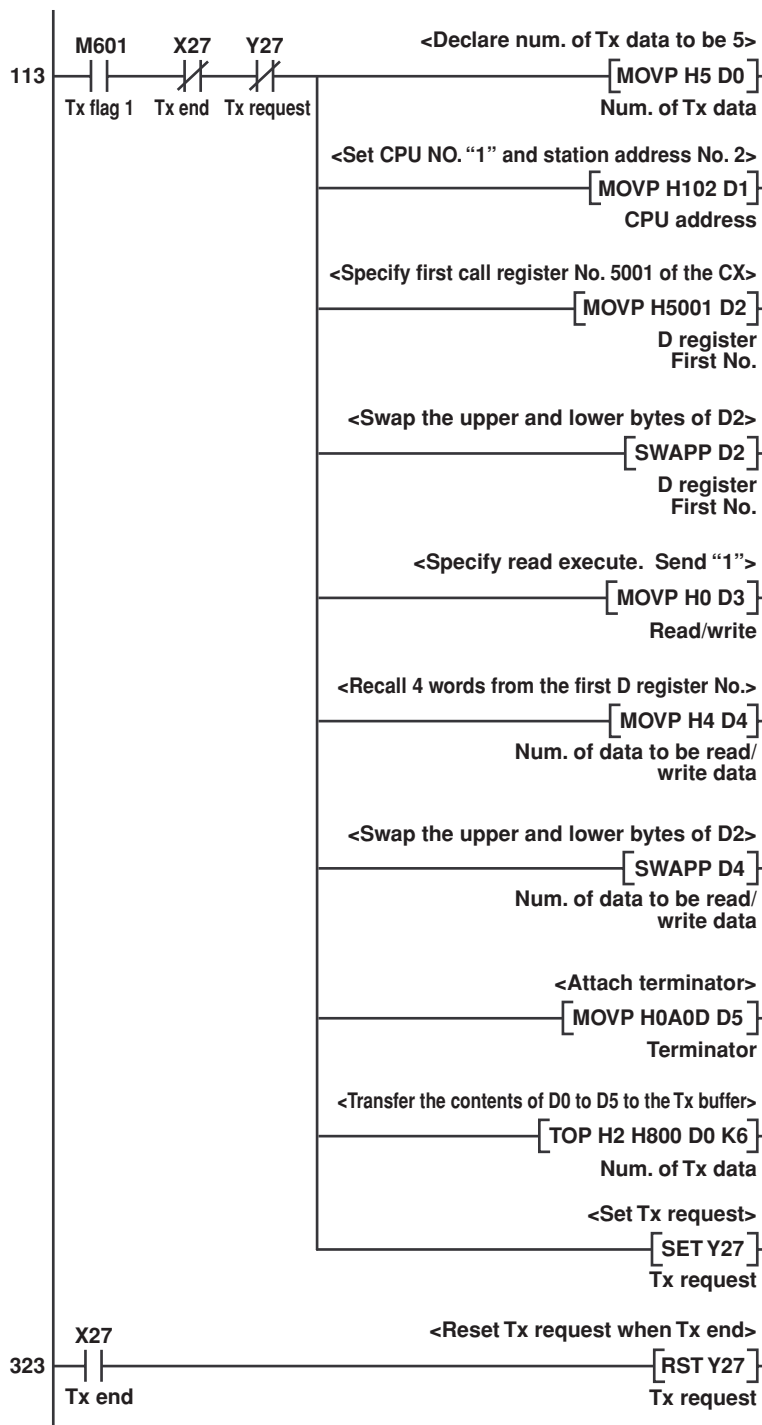 M601 X27 Y27 <Declare num. of Tx data to be 5>
113 MOVP H5 D0
Tx flag 1 Tx end Tx request Num. of Tx data
<Set CPU NO. “1” and station address No. 2>
MOVP H102 D1
CPU address
<Specify first call register No. 5001 of the CX>
MOVP H5001 D2
D register
First No.
<Swap the upper and lower bytes of D2>
SWAPP D2
D register
First No.
<Specify read execute. Send “1”>
MOVP H0 D3
Read/write
<Recall 4 words from the first D register No.>
MOVP H4 D4
Num. of data to be read/
write data
<Swap the upper and lower bytes of D2>
SWAPP D4
Num. of data to be read/
write data
<Attach terminator>
MOVP H0A0D D5
Terminator
<Transfer the contents of D0 to D5 to the Tx buffer>
TOP H2 H800 D0 K6
Num. of Tx data
<Set Tx request>
SET Y27
Tx request
X27 <Reset Tx request when Tx end>
323 RST Y27
Tx end Tx request